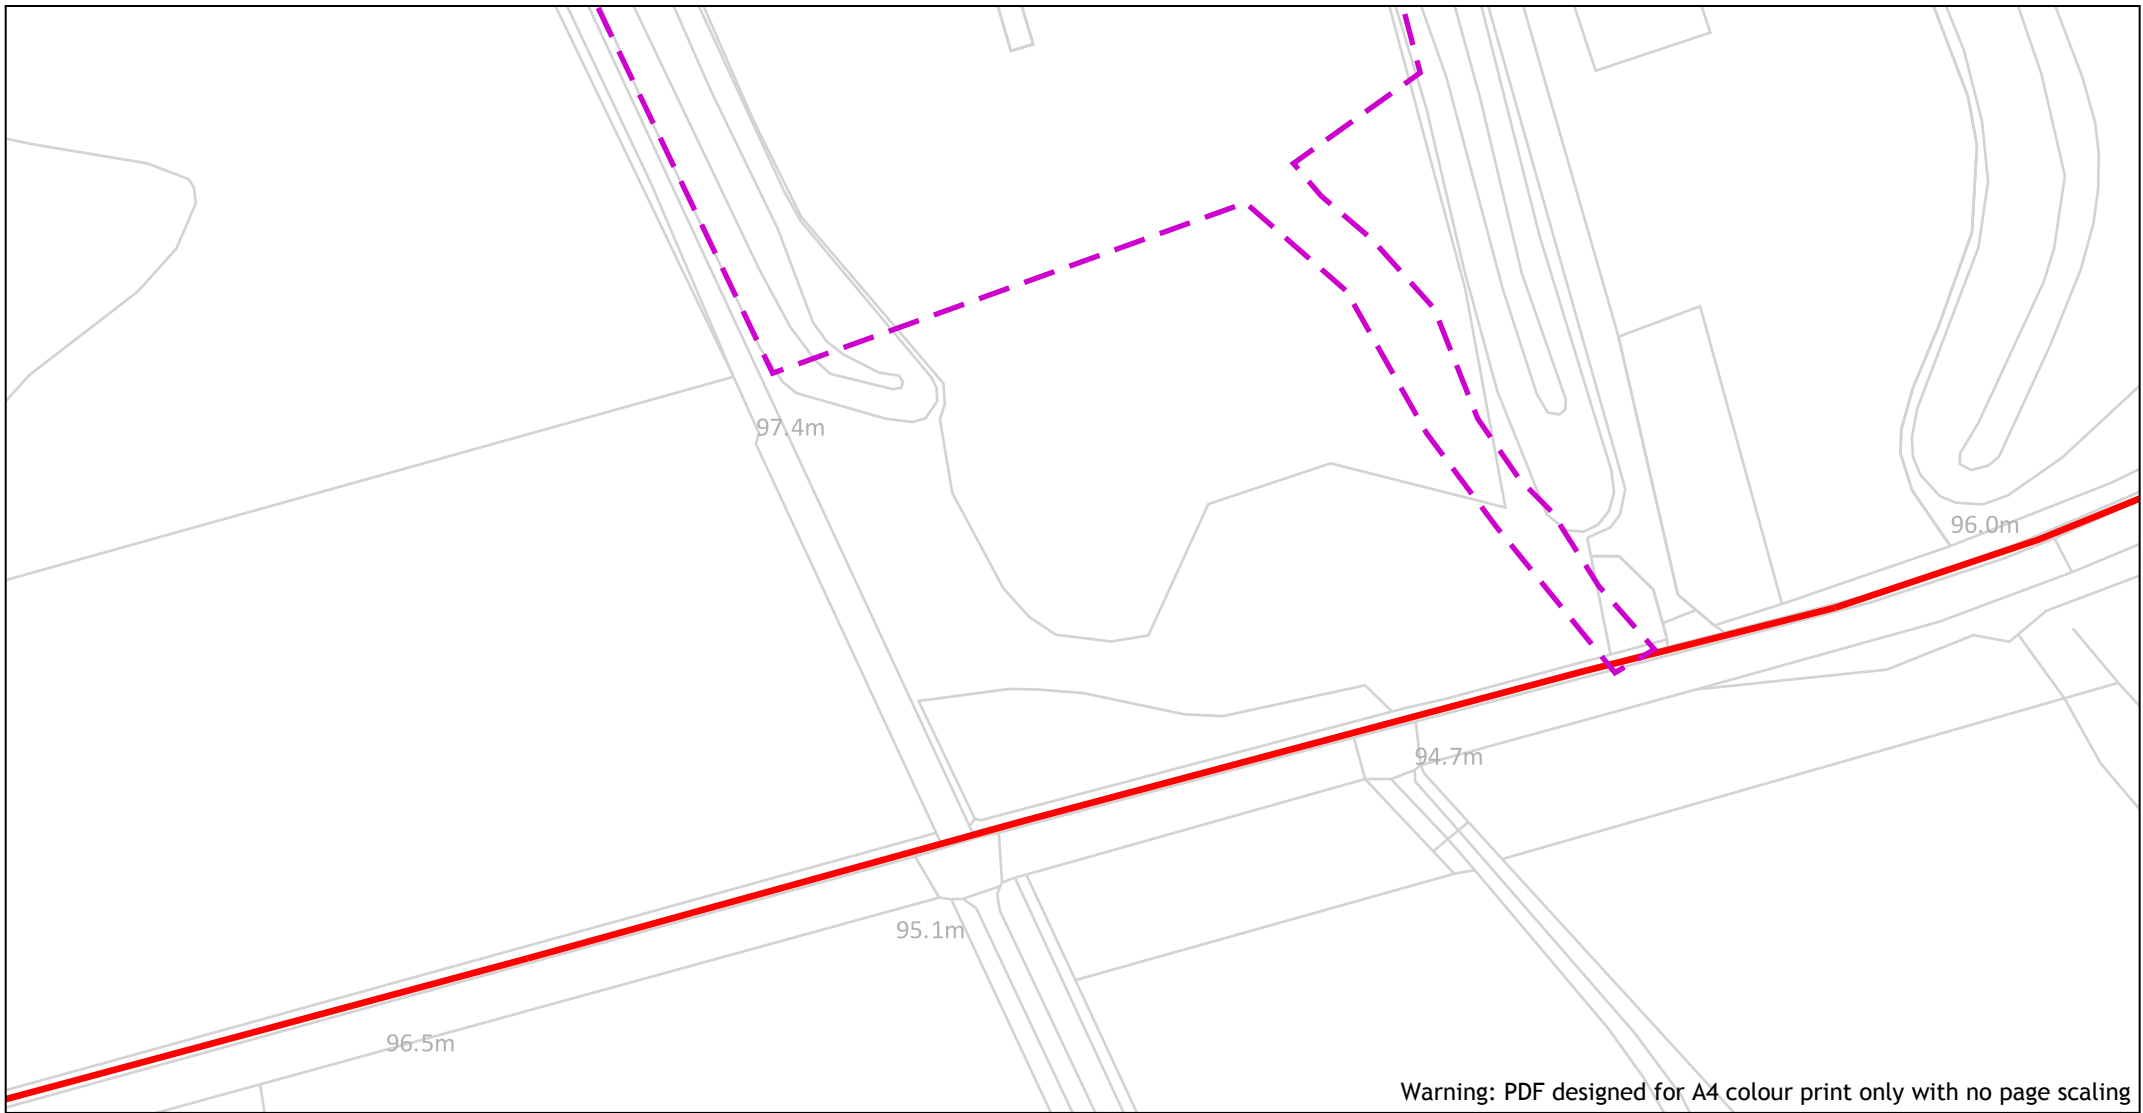 97.4m
96.0m
94.7m
95.1m
96.5m
Warning: PDF designed for A4 colour print only with no page scaling